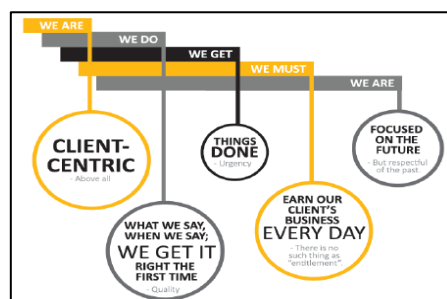 WE ARE
WE DO
WE GET
WE MUST
WE ARE
CLIENT-
CENTRIC
- Above all
WHAT WE SAY,
WHEN WE SAY;
WE GET IT
RIGHT THE
FIRST TIME
- Quality
THINGS
DONE
- Urgency
EARN OUR
CLIENT'S
BUSINESS
EVERY DAY
- There is no
such thing as
"entitlement".
FOCUSED
ON THE
FUTURE
- But respectful
of the past.